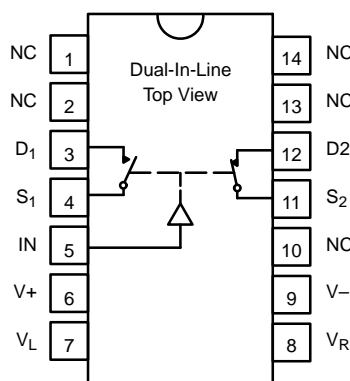 Dual-In-Line
Top View
NC 1
NC 2
D1 3
S1 4
IN 5
V+ 6
VL 7
14 NC
13 NC
12 D2
11 S2
10 NC
9 V–
8 VR